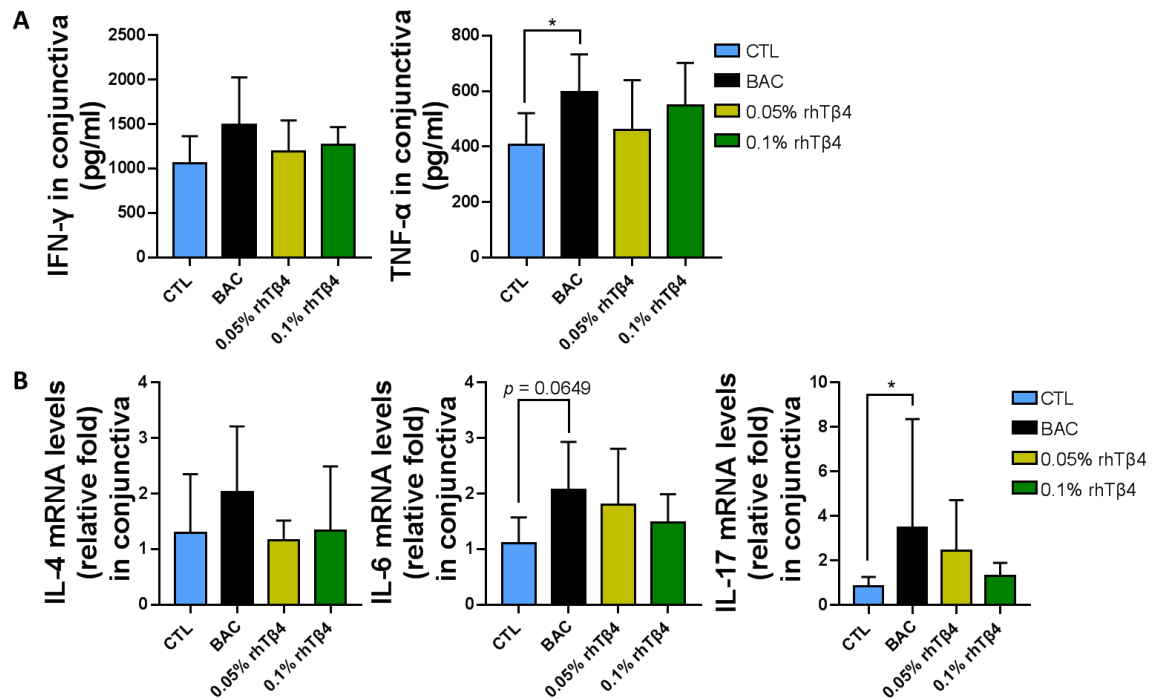 A
IFN-γ in conjunctiva
(pg/ml)
2500
2000
1500
1000
500
0
CTL
BAC
0.05% rhTβ4
0.1% rhTβ4
TNF-α in conjunctiva
(pg/ml)
800
600
400
200
0
*
CTL
BAC
0.05% rhTβ4
0.1% rhTβ4
CTL
BAC
0.05% rhTβ4
0.1% rhTβ4
B
IL-4 mRNA levels
(relative fold)
in conjunctiva
4
3
2
1
0
CTL
BAC
0.05% rhTβ4
0.1% rhTβ4
IL-6 mRNA levels
(relative fold)
in conjunctiva
4
3
2
1
0
p = 0.0649
CTL
BAC
0.05% rhTβ4
0.1% rhTβ4
IL-17 mRNA levels
(relative fold)
in conjunctiva
10
8
6
4
2
0
*
CTL
BAC
0.05% rhTβ4
0.1% rhTβ4
CTL
BAC
0.05% rhTβ4
0.1% rhTβ4